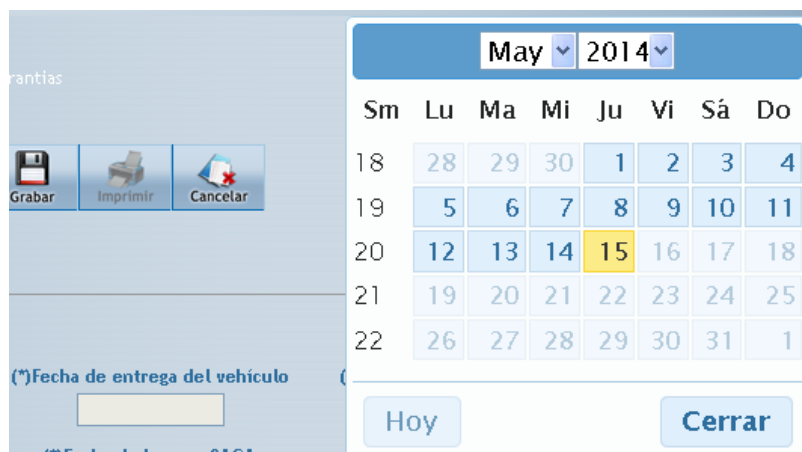 May 2014
rantias
Sm Lu Ma Mi Ju Vi Sá Do
18 28 29 30 1 2 3 4
Grabar Imprimir Cancelar
19 5 6 7 8 9 10 11
20 12 13 14 15 16 17 18
21 19 20 21 22 23 24 25
22 26 27 28 29 30 31 1
(*)Fecha de entrega del vehículo (
Hoy Cerrar